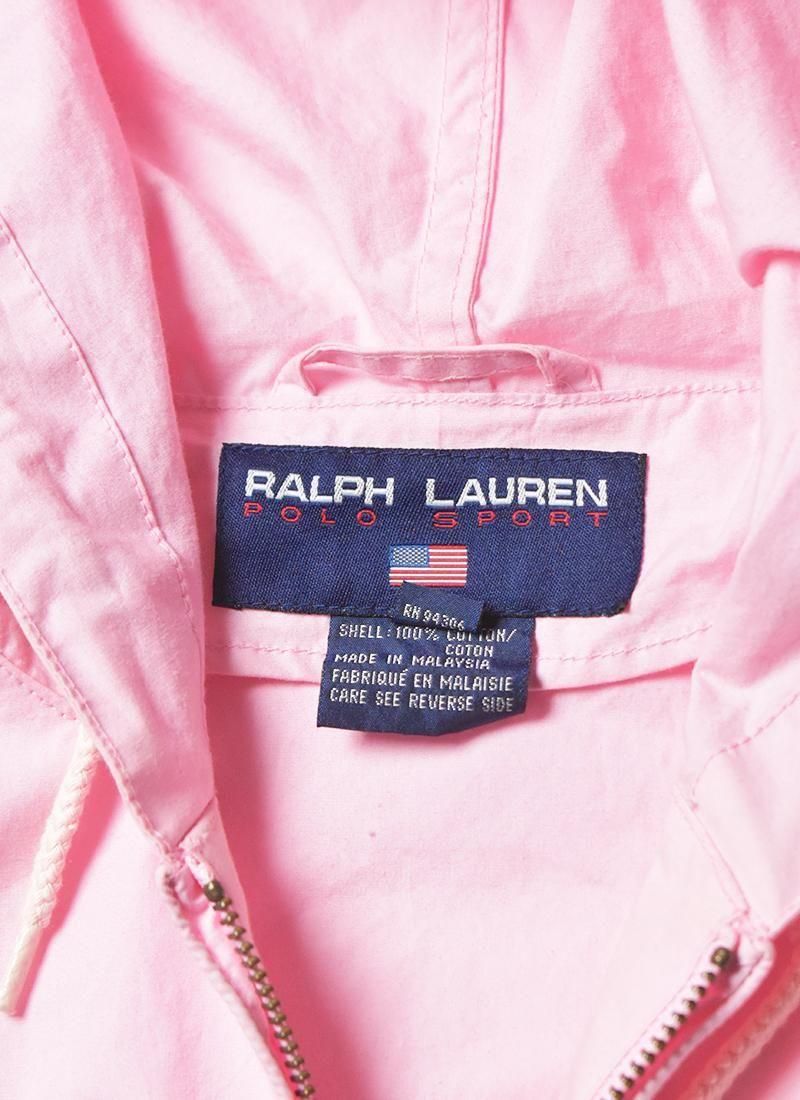 RALPH LAUREN
POLO SPORT
RN 94306
SHELL: 100% COTTON/
COTON
MADE IN MALAYSIA
FABRIQUÉ EN MALAISIE
CARE SEE REVERSE SIDE